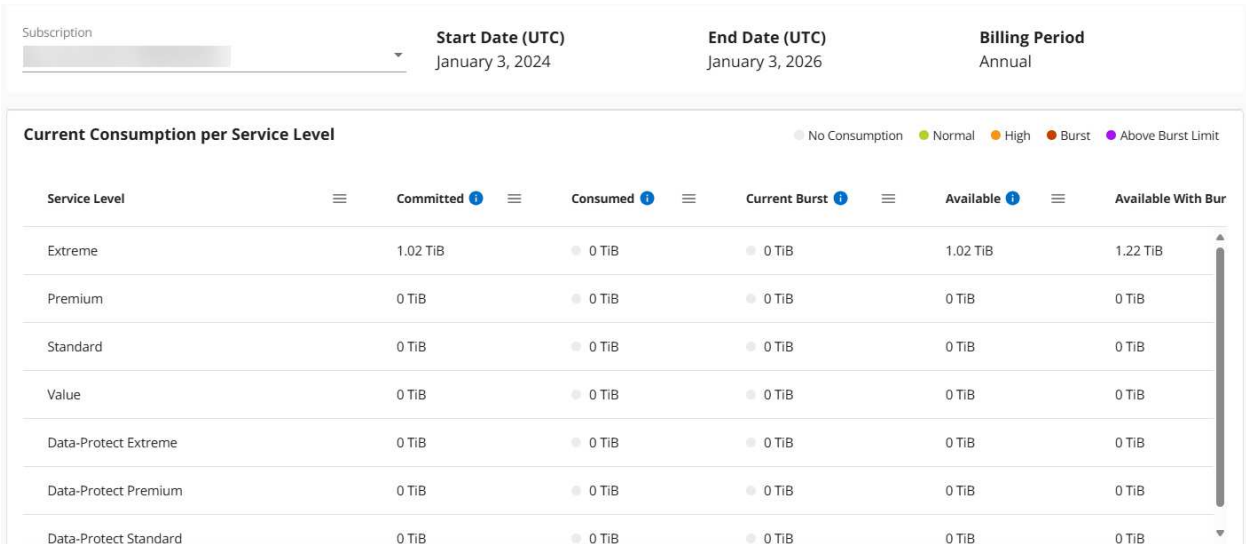 Subscription
Start Date (UTC) End Date (UTC) Billing Period
January 3, 2024 January 3, 2026 Annual
Current Consumption per Service Level No Consumption Normal High Burst Above Burst Limit
Service Level Committed Consumed Current Burst Available Available With Bur
Extreme 1.02 TiB 0 TiB 0 TiB 1.02 TiB 1.22 TiB
Premium 0 TiB 0 TiB 0 TiB 0 TiB 0 TiB
Standard 0 TiB 0 TiB 0 TiB 0 TiB 0 TiB
Value 0 TiB 0 TiB 0 TiB 0 TiB 0 TiB
Data-Protect Extreme 0 TiB 0 TiB 0 TiB 0 TiB 0 TiB
Data-Protect Premium 0 TiB 0 TiB 0 TiB 0 TiB 0 TiB
Data-Protect Standard 0 TiB 0 TiB 0 TiB 0 TiB 0 TiB